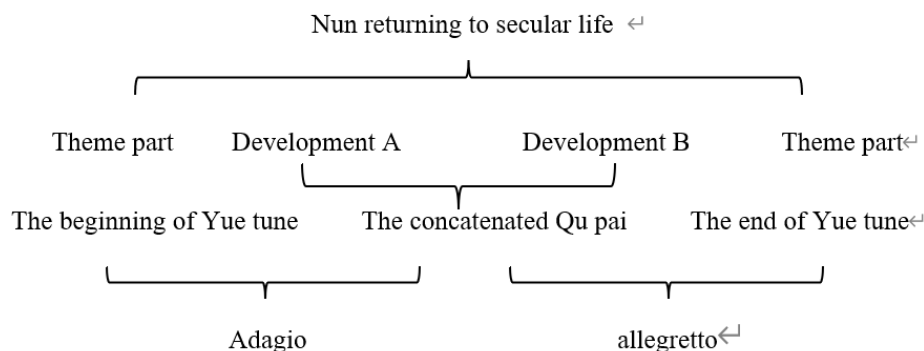 Nun returning to secular life ↵
Theme part Development A Development B Theme part↵
The beginning of Yue tune The concatenated Qu pai The end of Yue tune↵
Adagio allegretto↵